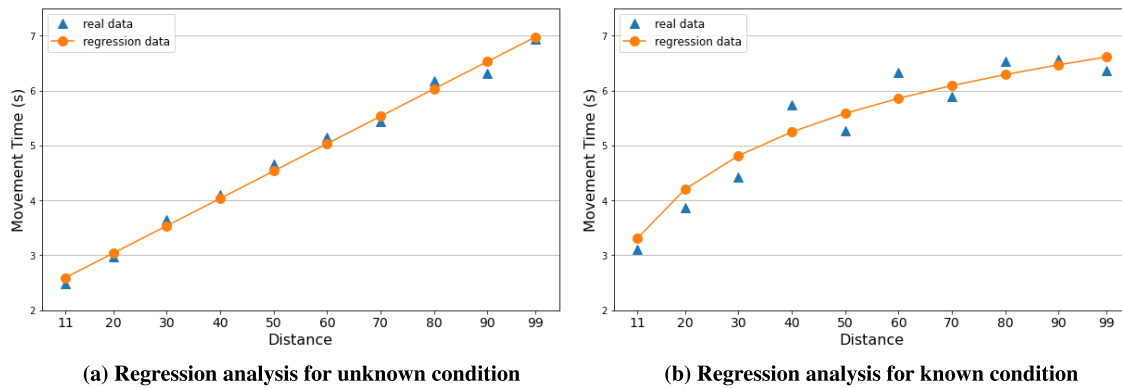 real data
regression data
Movement Time (s)
7
6
5
4
3
2
11 20 30 40 50 60 70 80 90 99
Distance
(a) Regression analysis for unknown condition
real data
regression data
Movement Time (s)
7
6
5
4
3
2
11 20 30 40 50 60 70 80 90 99
Distance
(b) Regression analysis for known condition